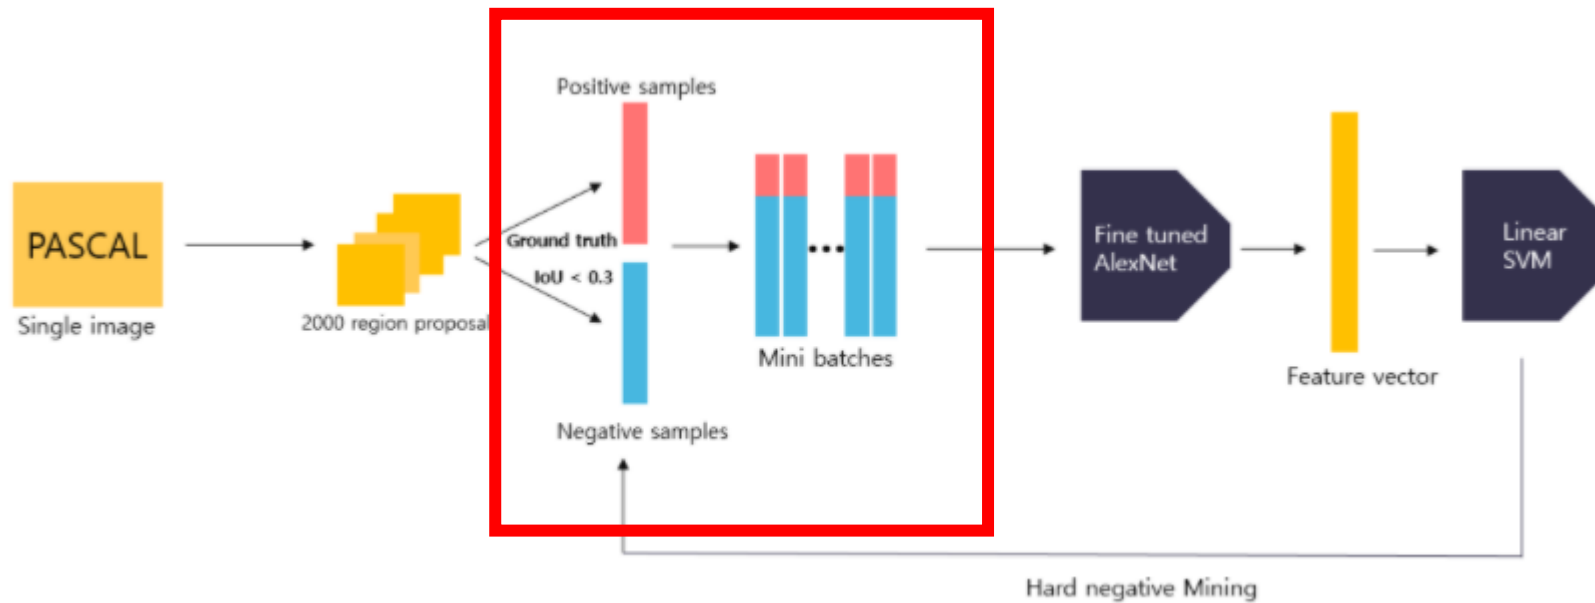 Positive samples
PASCAL
Single image
2000 region proposal
Ground truth
IoU < 0.3
Negative samples
Mini batches
Fine tuned
AlexNet
Feature vector
Linear
SVM
Hard negative Mining